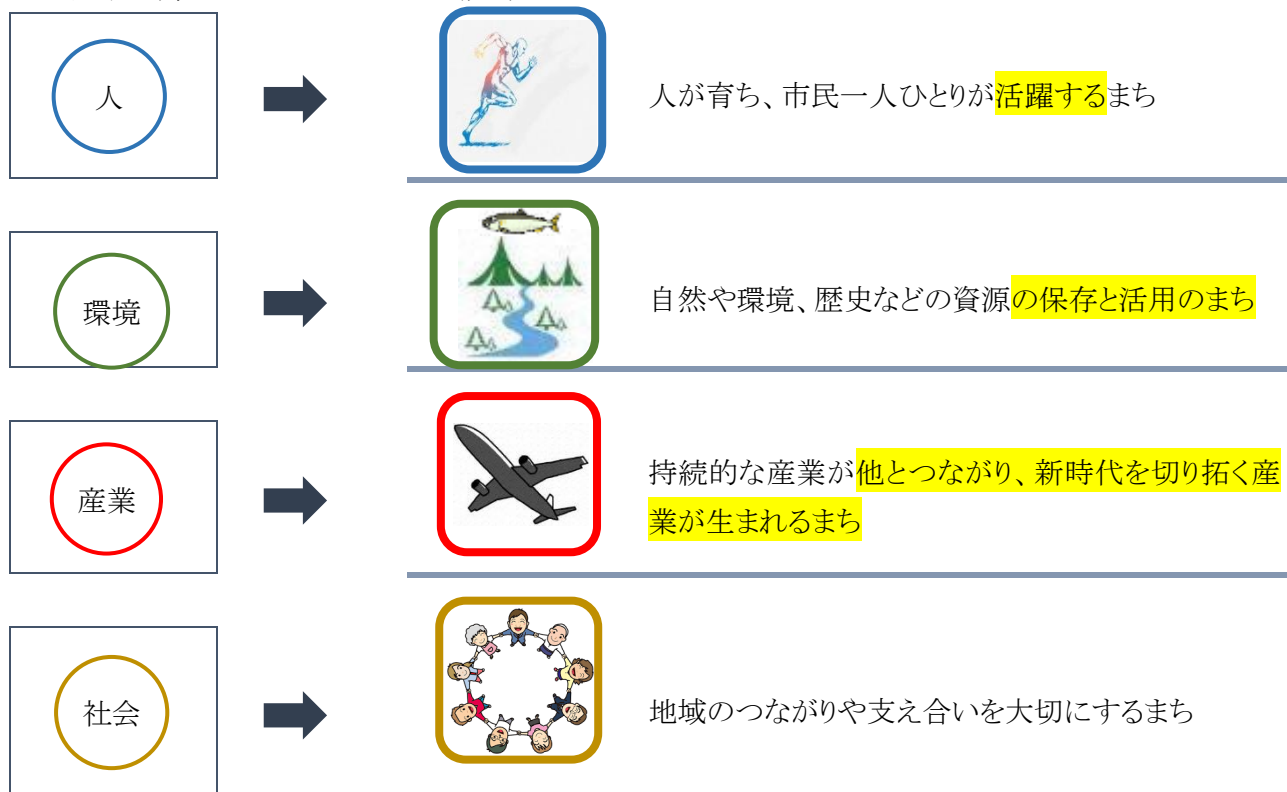 人
人が育ち、市民一人ひとりが活躍するまち
環境
自然や環境、歴史などの資源の保存と活用のまち
産業
持続的な産業が他とつながり、新時代を切り拓く産
業が生まれるまち
社会
地域のつながりや支え合いを大切にするまち